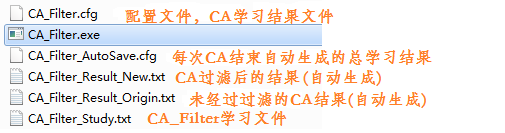 CA_Filter.cfg 配置文件，CA学习结果文件
CA_Filter.exe
CA_Filter_AutoSave.cfg 每次CA结束自动生成的总学习结果
CA_Filter_Result_New.txt CA过滤后的结果(自动生成)
CA_Filter_Result_Origin.txt 未经过过滤的CA结果(自动生成)
CA_Filter_Study.txt CA_Filter学习文件